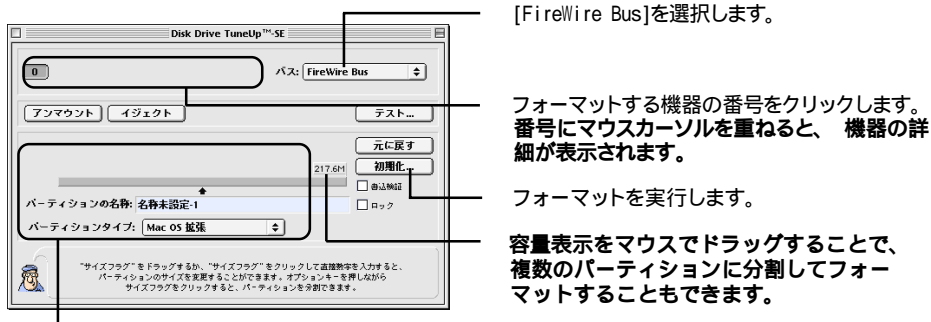 [FireWire Bus]を選択します。
Disk Drive TuneUp™-SE
0
バス: FireWire Bus
フォーマットする機器の番号をクリックします。
番号にマウスカーソルを重ねると、 機器の詳
細が表示されます。
アンマウント イジェクト テスト...
元に戻す
217.6M 初期化...
書込検証
パーティションの名称: 名称未設定-1 ロック
パーティションタイプ: Mac OS 拡張
フォーマットを実行します。
容量表示をマウスでドラッグすることで、
複数のパーティションに分割してフォー
マットすることもできます。
"サイズフラグ" をドラッグするか、"サイズフラグ" をクリックして直接数字を入力すると、
パーティションのサイズを変更することができます。オプションキーを押しながら
サイズフラグをクリックすると、パーティションを分割できます。